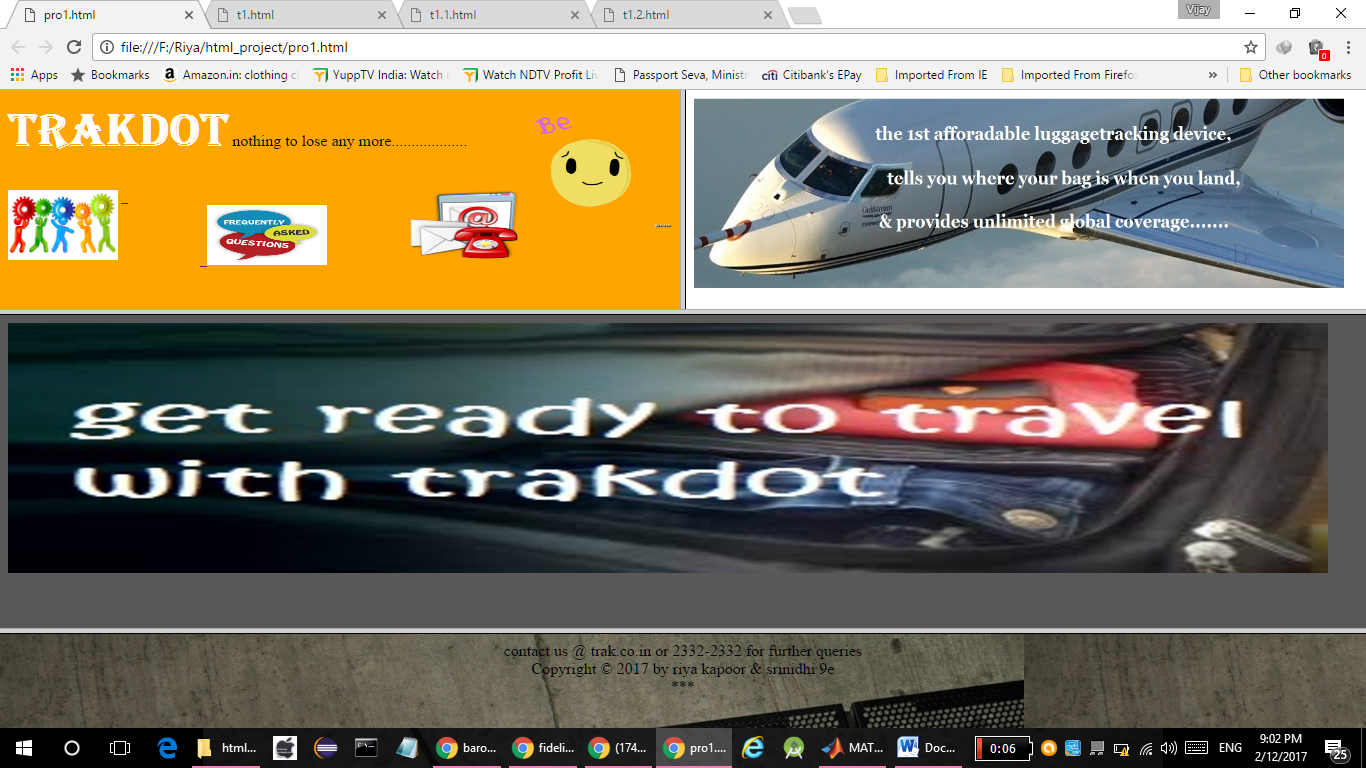 pro1.html
t1.html
t1.1.html
t1.2.html
Vijay
file:///F:/Riya/html_project/pro1.html
0
Apps
Bookmarks
Amazon.in: clothing c
YuppTV India: Watch
Watch NDTV Profit Liv
Passport Seva, Ministr
citi Citibank's EPay
Imported From IE
Imported From Firefo
»
Other bookmarks
TRAKDOT nothing to lose any more...................
Be
FREQUENTLY
ASKED
QUESTIONS
@
the 1st afforadable luggagetracking device,
tells you where your bag is when you land,
& provides unlimited global coverage.......
Gulfstream
get ready to travel
with trakdot
contact us @ trak.co.in or 2332-2332 for further queries
Copyright © 2017 by riya kapoor & srinidhi 9e
***
html...
baro...
fideli...
(174...
pro1....
MAT...
Doc...
0:06
ENG
9:02 PM
2/12/2017
25